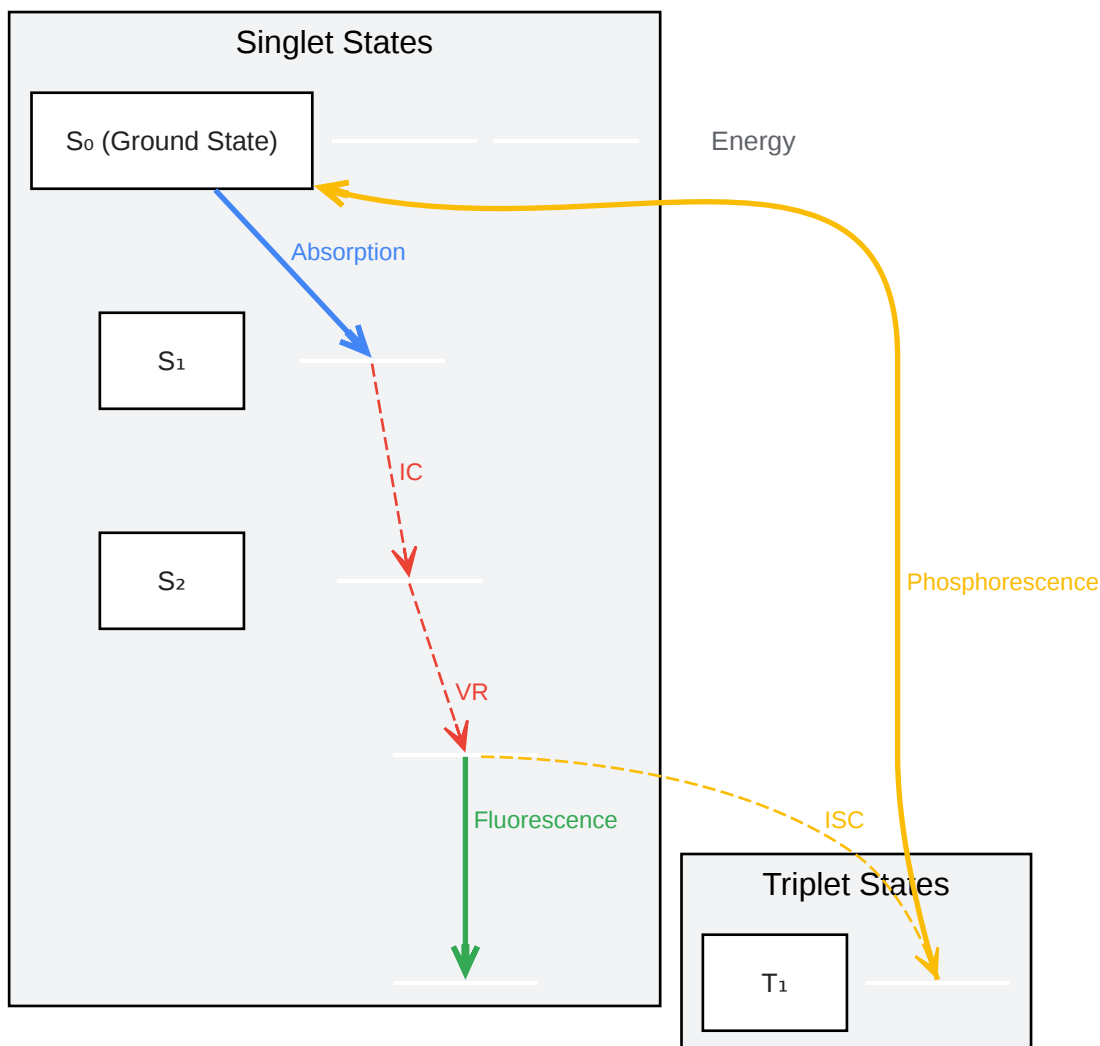 Singlet States
S₀ (Ground State)
Energy
Absorption
S₁
IC
S₂
Phosphorescence
VR
Fluorescence
ISC
Triplet States
T₁